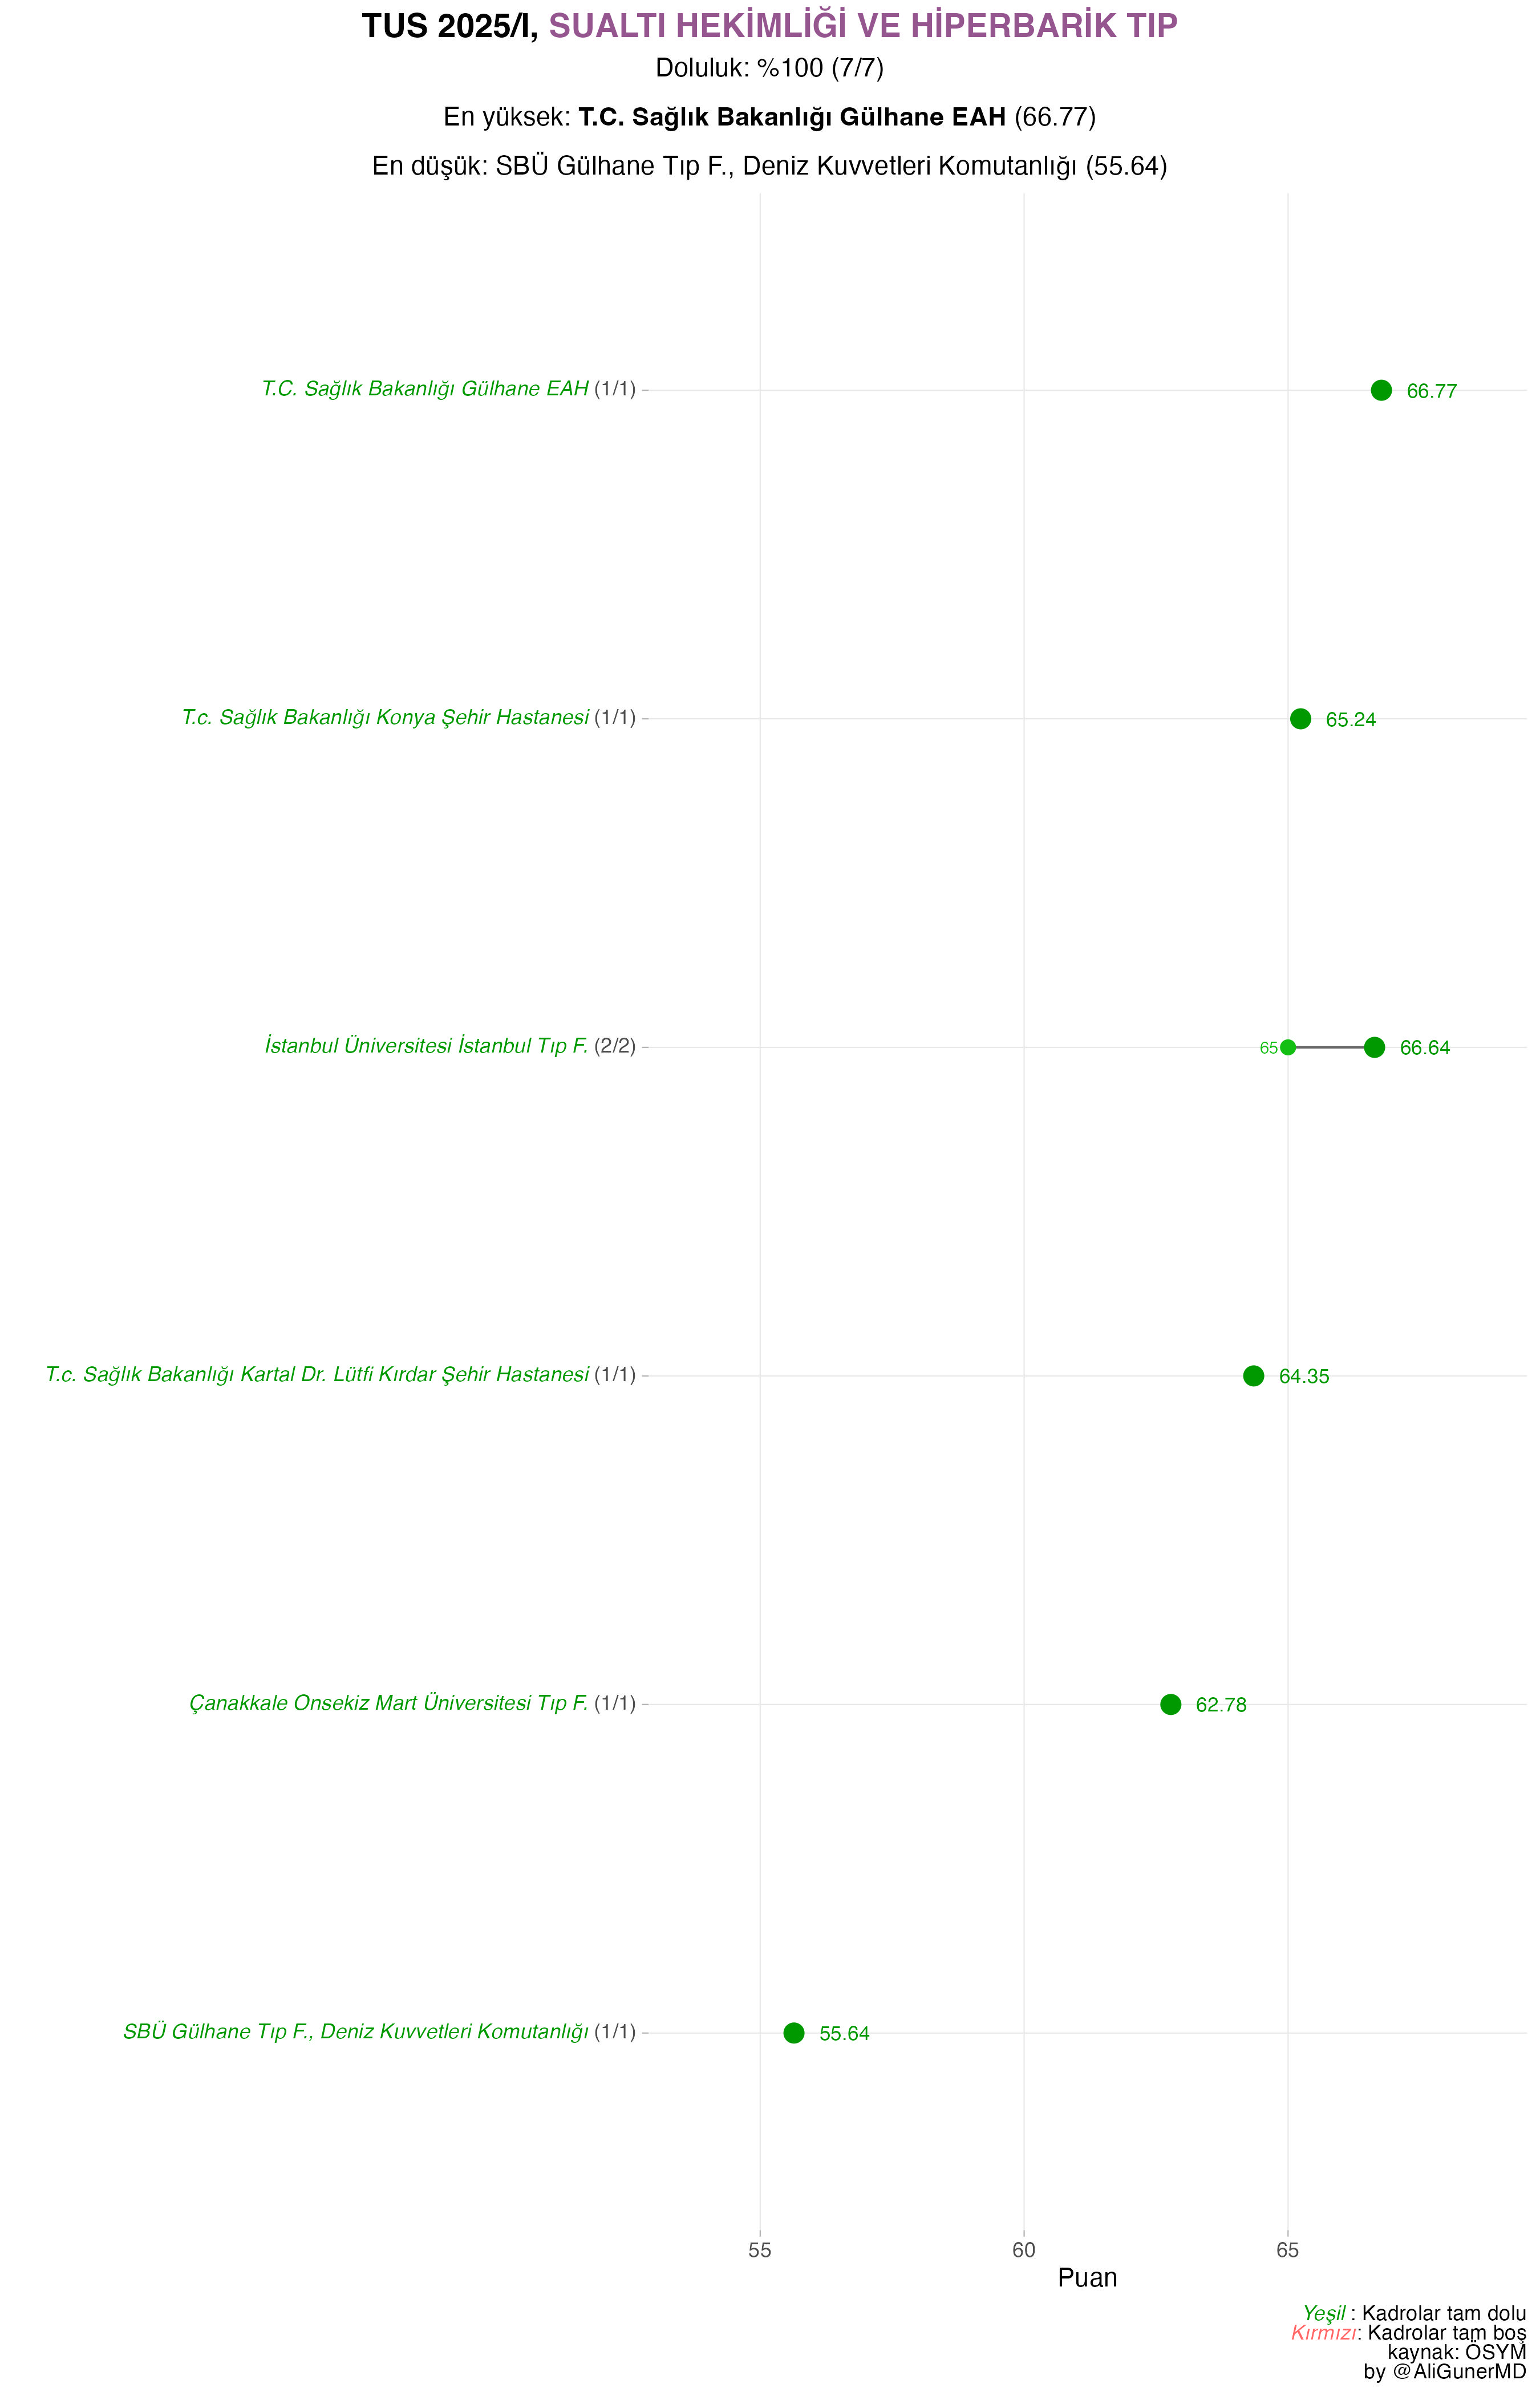 TUS 2025/I, SUALTI HEKİMLİĞİ VE HİPERBARİK TIP
Doluluk: %100 (7/7)
En yüksek: T.C. Sağlık Bakanlığı Gülhane EAH (66.77)
En düşük: SBÜ Gülhane Tıp F., Deniz Kuvvetleri Komutanlığı (55.64)
T.C. Sağlık Bakanlığı Gülhane EAH (1/1) 66.77
T.c. Sağlık Bakanlığı Konya Şehir Hastanesi (1/1) 65.24
İstanbul Üniversitesi İstanbul Tıp F. (2/2) 65 66.64
T.c. Sağlık Bakanlığı Kartal Dr. Lütfi Kırdar Şehir Hastanesi (1/1) 64.35
Çanakkale Onsekiz Mart Üniversitesi Tıp F. (1/1) 62.78
SBÜ Gülhane Tıp F., Deniz Kuvvetleri Komutanlığı (1/1) 55.64
55 60 65
Puan
Yeşil : Kadrolar tam dolu
Kırmızı: Kadrolar tam boş
kaynak: ÖSYM
by @AliGunerMD